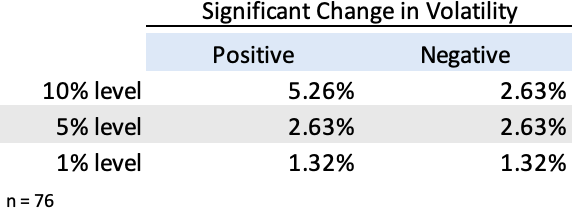 Significant Change in Volatility
Positive Negative
10% level 5.26% 2.63%
5% level 2.63% 2.63%
1% level 1.32% 1.32%
n = 76